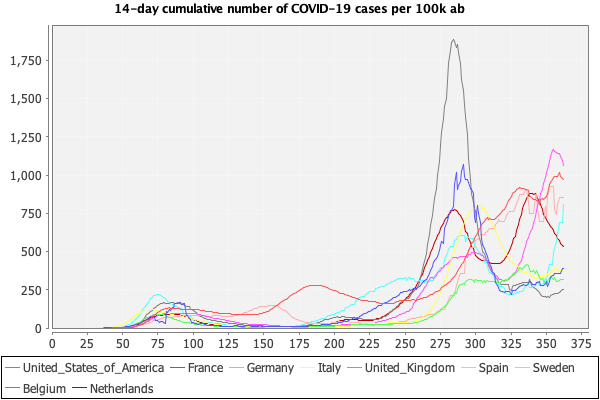 14-day cumulative number of COVID-19 cases per 100k ab
1,750
1,500
1,250
1,000
750
500
250
0
0 25 50 75 100 125 150 175 200 225 250 275 300 325 350 375
United_States_of_America France Germany Italy United_Kingdom Spain Sweden
Belgium Netherlands